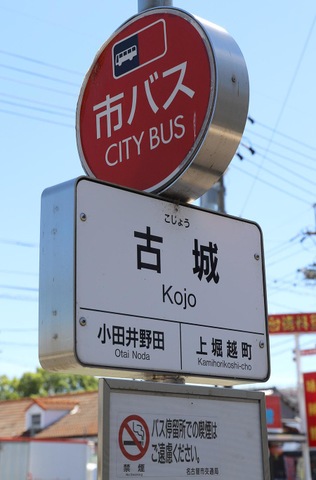 市バス
CITY BUS
こじょう
古城
Kojo
小田井野田
Otai Noda
上堀越町
Kamihorikoshi-cho
バス停留所での喫煙は
ご遠慮ください。
禁煙
名古屋市交通局